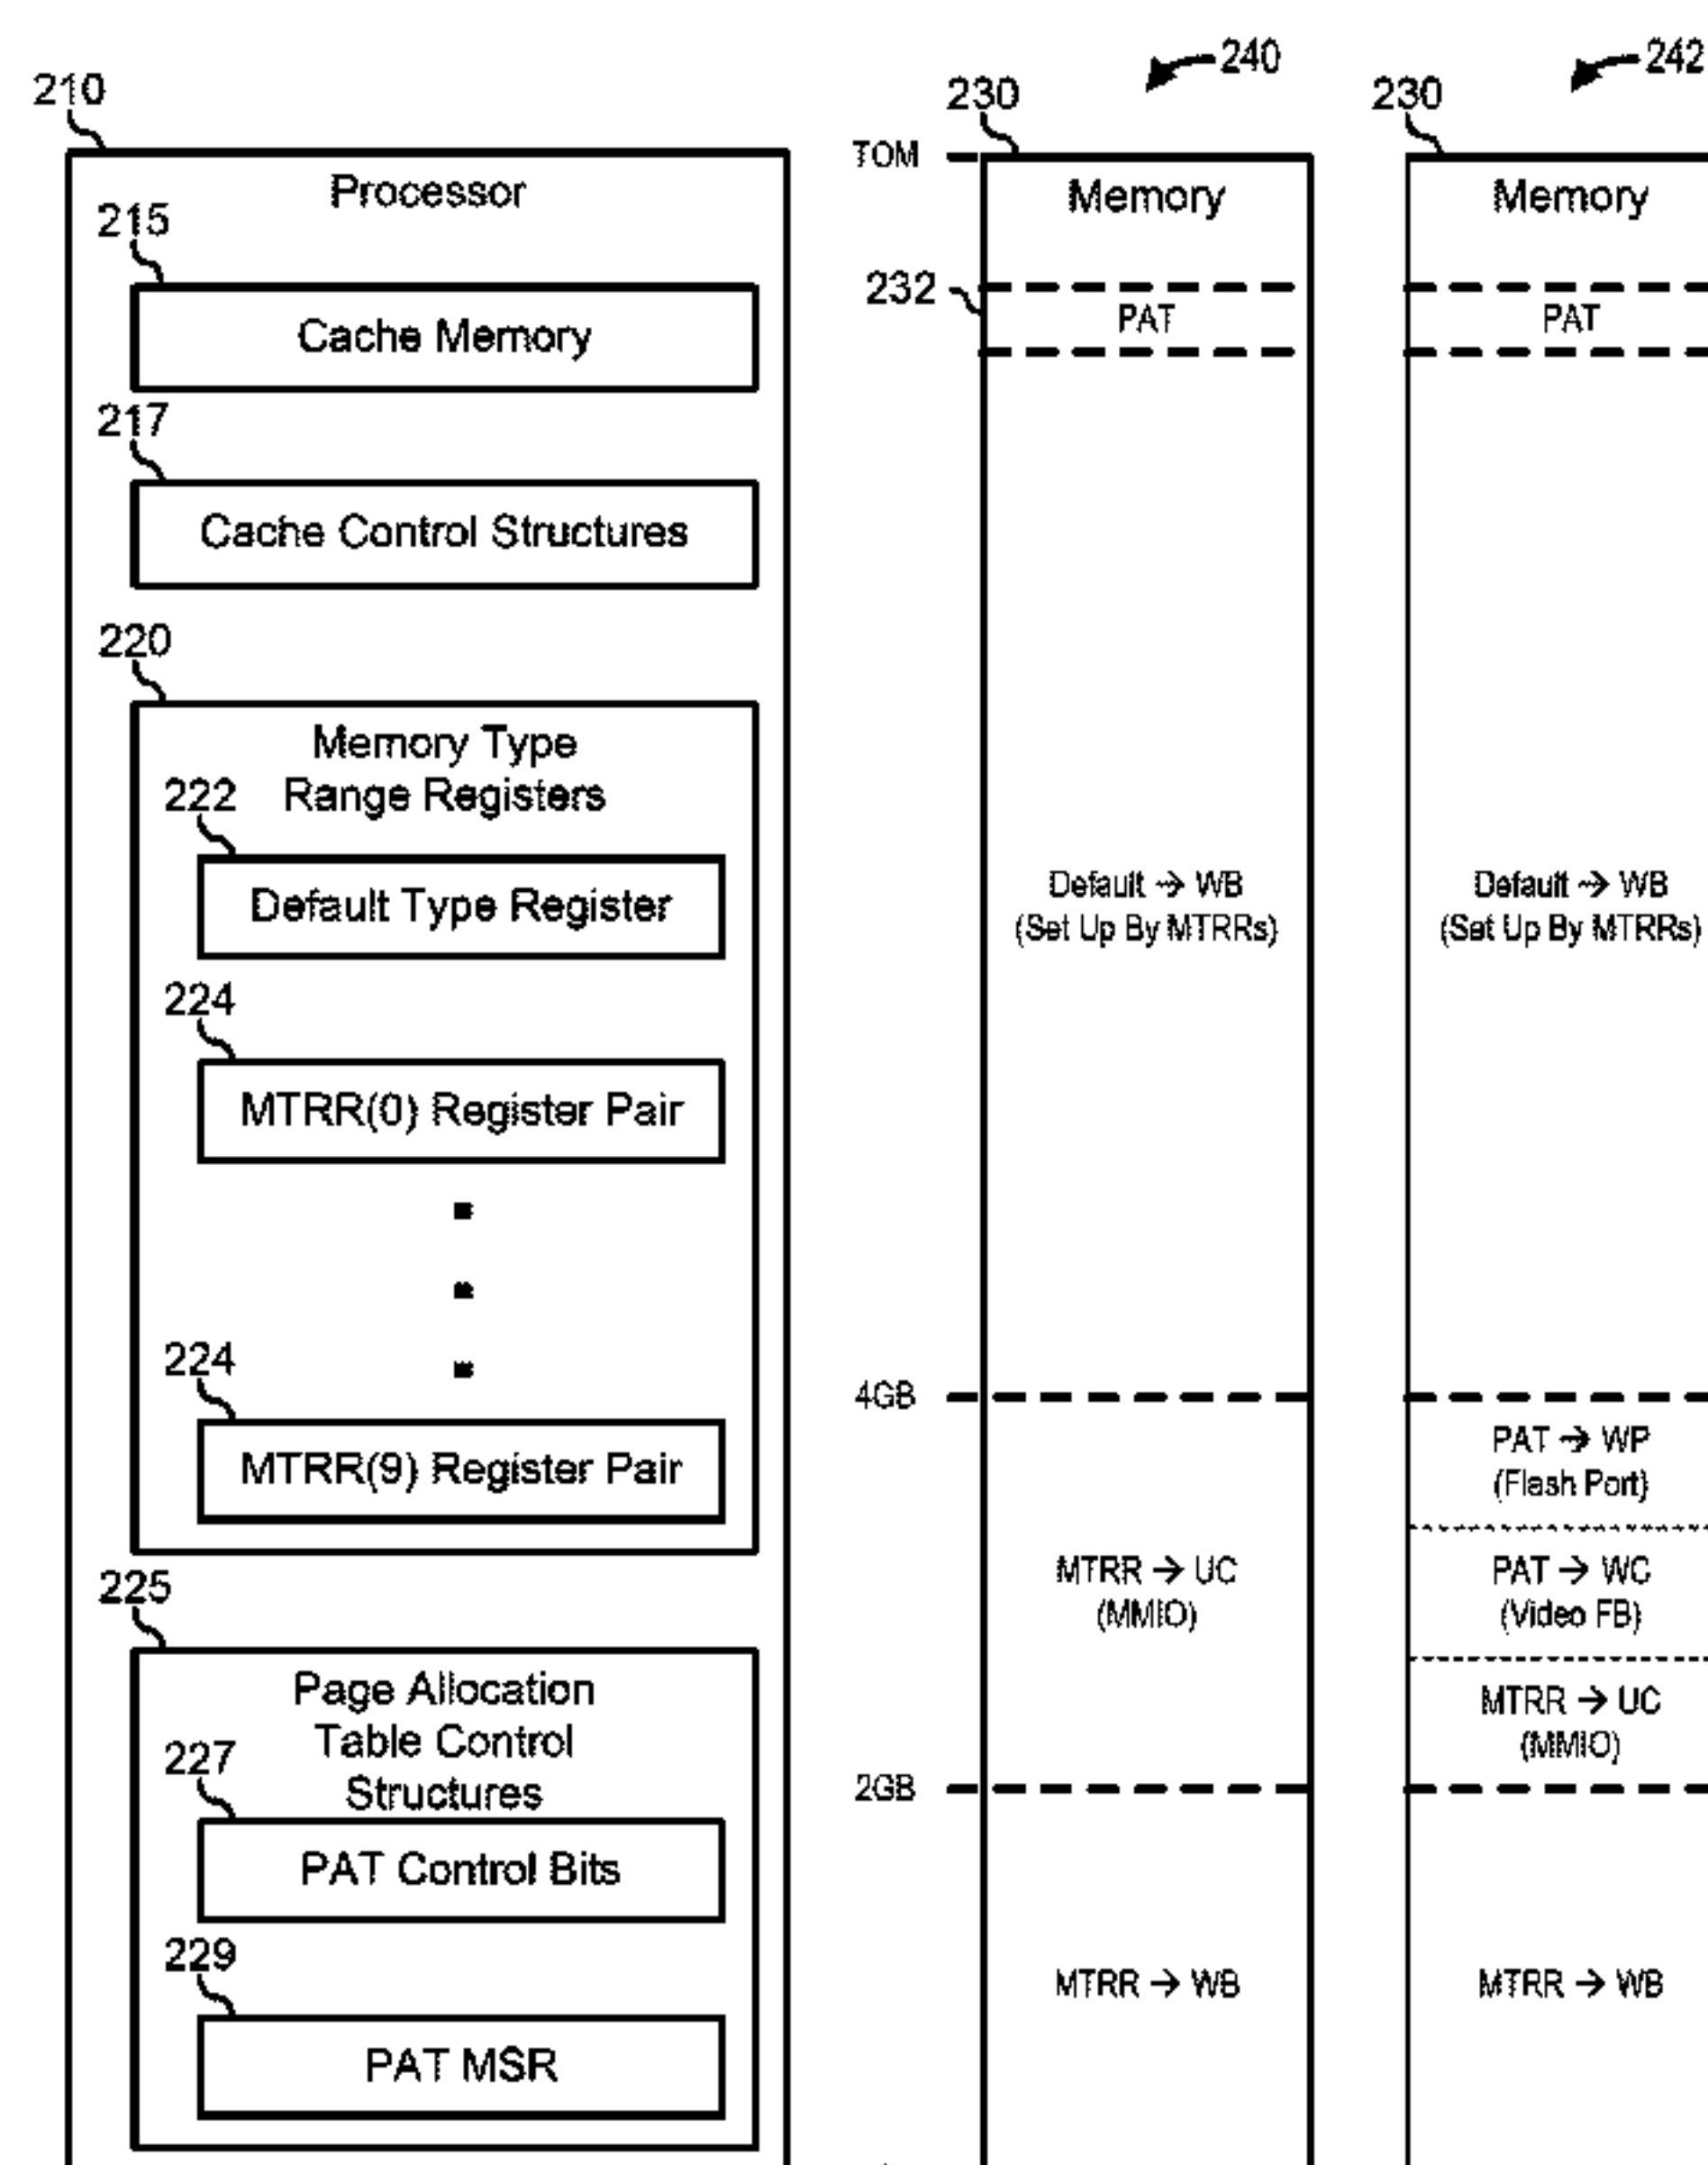 210
Processor
215
Cache Memory
217
Cache Control Structures
220
Memory Type
Range Registers
222
Default Type Register
224
MTRR(0) Register Pair
224
MTRR(9) Register Pair
225
Page Allocation
Table Control
Structures
227
PAT Control Bits
229
PAT MSR
240
230
TOM
Memory
232
PAT
Default → WB
(Set Up By MTRRs)
4GB
MTRR → UC
(MMIO)
2GB
MTRR → WB
242
230
Memory
PAT
Default → WB
(Set Up By MTRRs)
PAT → WP
(Flash Part)
PAT → WC
(Video FB)
MTRR → UC
(MMIO)
MTRR → WB